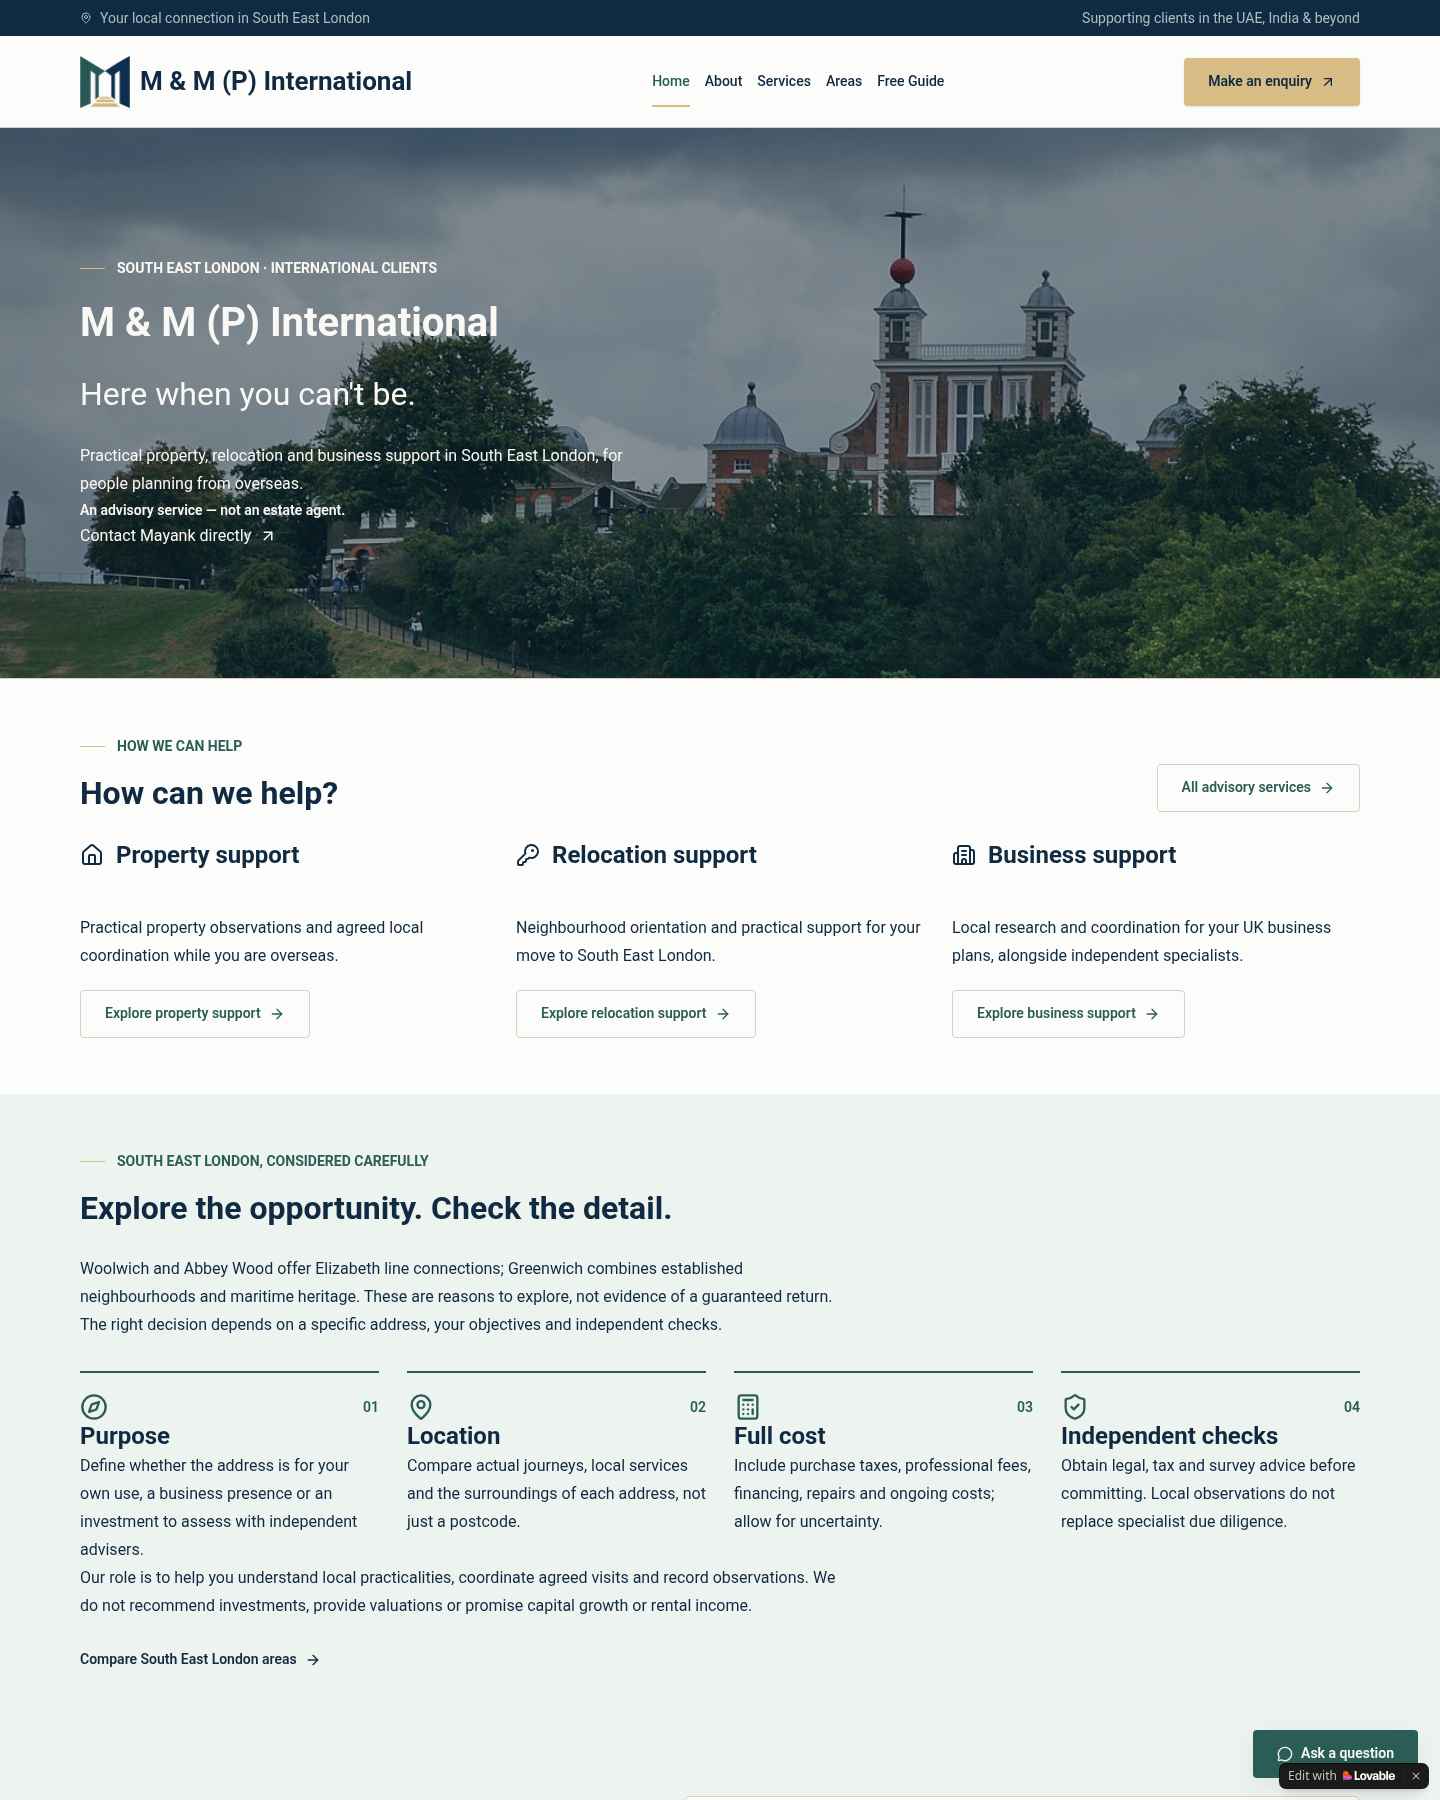 Your local connection in South East London
Supporting clients in the UAE, India & beyond
M & M (P) International
Home
About
Services
Areas
Free Guide
Make an enquiry
SOUTH EAST LONDON · INTERNATIONAL CLIENTS
M & M (P) International
Here when you can't be.
Practical property, relocation and business support in South East London, for
people planning from overseas.
An advisory service — not an estate agent.
Contact Mayank directly
HOW WE CAN HELP
How can we help?
All advisory services
Property support
Practical property observations and agreed local
coordination while you are overseas.
Explore property support
Relocation support
Neighbourhood orientation and practical support for your
move to South East London.
Explore relocation support
Business support
Local research and coordination for your UK business
plans, alongside independent specialists.
Explore business support
SOUTH EAST LONDON, CONSIDERED CAREFULLY
Explore the opportunity. Check the detail.
Woolwich and Abbey Wood offer Elizabeth line connections; Greenwich combines established
neighbourhoods and maritime heritage. These are reasons to explore, not evidence of a guaranteed return.
The right decision depends on a specific address, your objectives and independent checks.
01
Purpose
Define whether the address is for your
own use, a business presence or an
investment to assess with independent
advisers.
02
Location
Compare actual journeys, local services
and the surroundings of each address, not
just a postcode.
03
Full cost
Include purchase taxes, professional fees,
financing, repairs and ongoing costs;
allow for uncertainty.
04
Independent checks
Obtain legal, tax and survey advice before
committing. Local observations do not
replace specialist due diligence.
Our role is to help you understand local practicalities, coordinate agreed visits and record observations. We
do not recommend investments, provide valuations or promise capital growth or rental income.
Compare South East London areas
Ask a question
Edit with Lovable